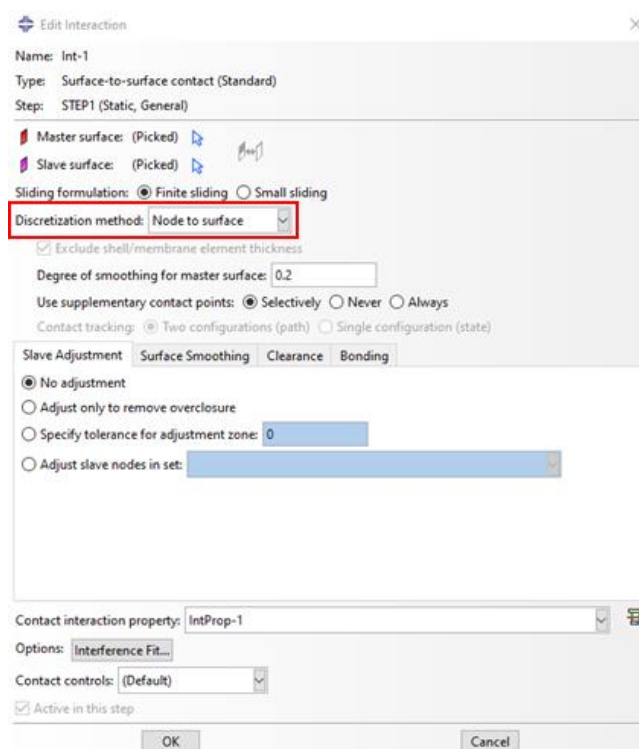 Edit Interaction
Name: Int-1
Type: Surface-to-surface contact (Standard)
Step: STEP1 (Static, General)
Master surface: (Picked)
Slave surface: (Picked)
Sliding formulation: Finite sliding Small sliding
Discretization method: Node to surface
Exclude shell/membrane element thickness
Degree of smoothing for master surface: 0.2
Use supplementary contact points: Selectively Never Always
Contact tracking: Two configurations (path) Single configuration (state)
Slave Adjustment Surface Smoothing Clearance Bonding
No adjustment
Adjust only to remove overclosure
Specify tolerance for adjustment zone: 0
Adjust slave nodes in set:
Contact interaction property: IntProp-1
Options: Interference Fit...
Contact controls: (Default)
Active in this step
OK Cancel